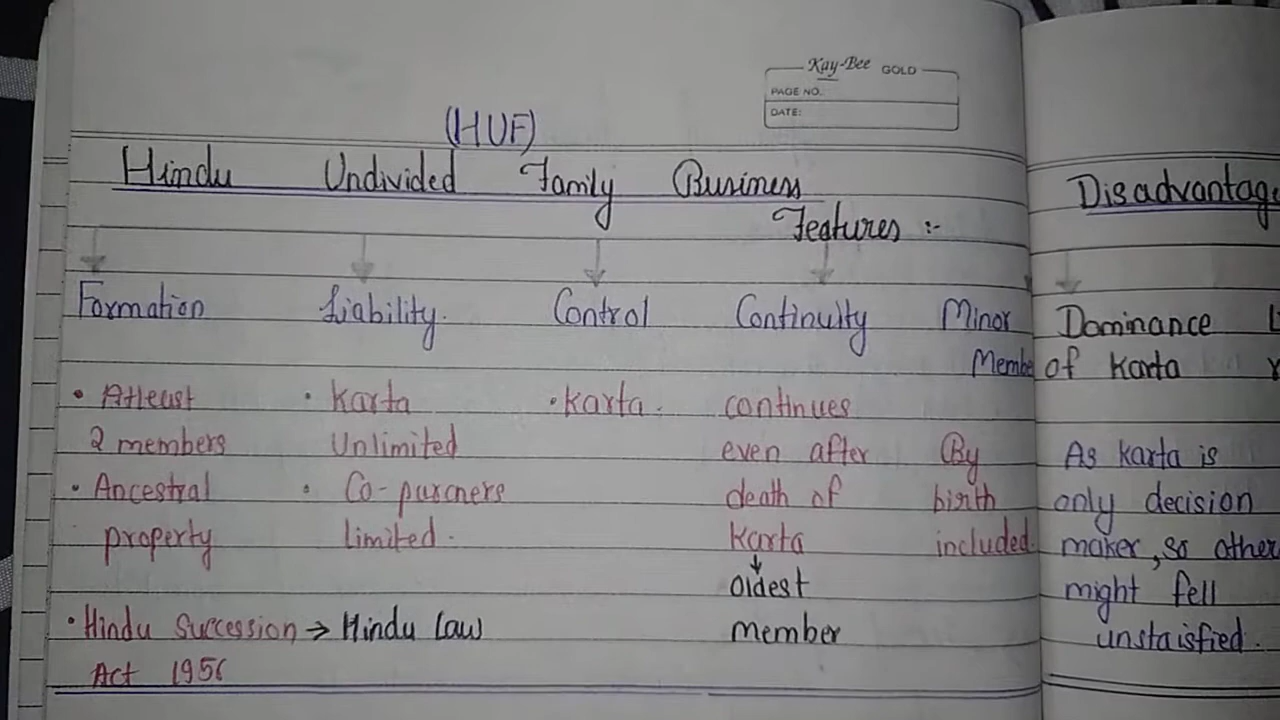 Kay-Bee GOLD
PAGE NO.
DATE:
(HUF)
Hindu Undivided Family Business
Features :-
Formation
• Atleast
2 members
• Ancestral
property
• Hindu Succession → Hindu Law
Act 1956
Liability.
• Karta
Unlimited
• Co-parcners
limited.
Control
• Karta.
Continuity
continues
even after
death of
Karta
↓
oldest
member
Minor
Membe
By
birth
included.
Disadvantage
Dominance
of Karta
As Karta is
only decision
maker, so other
might fell
unstaisfied.